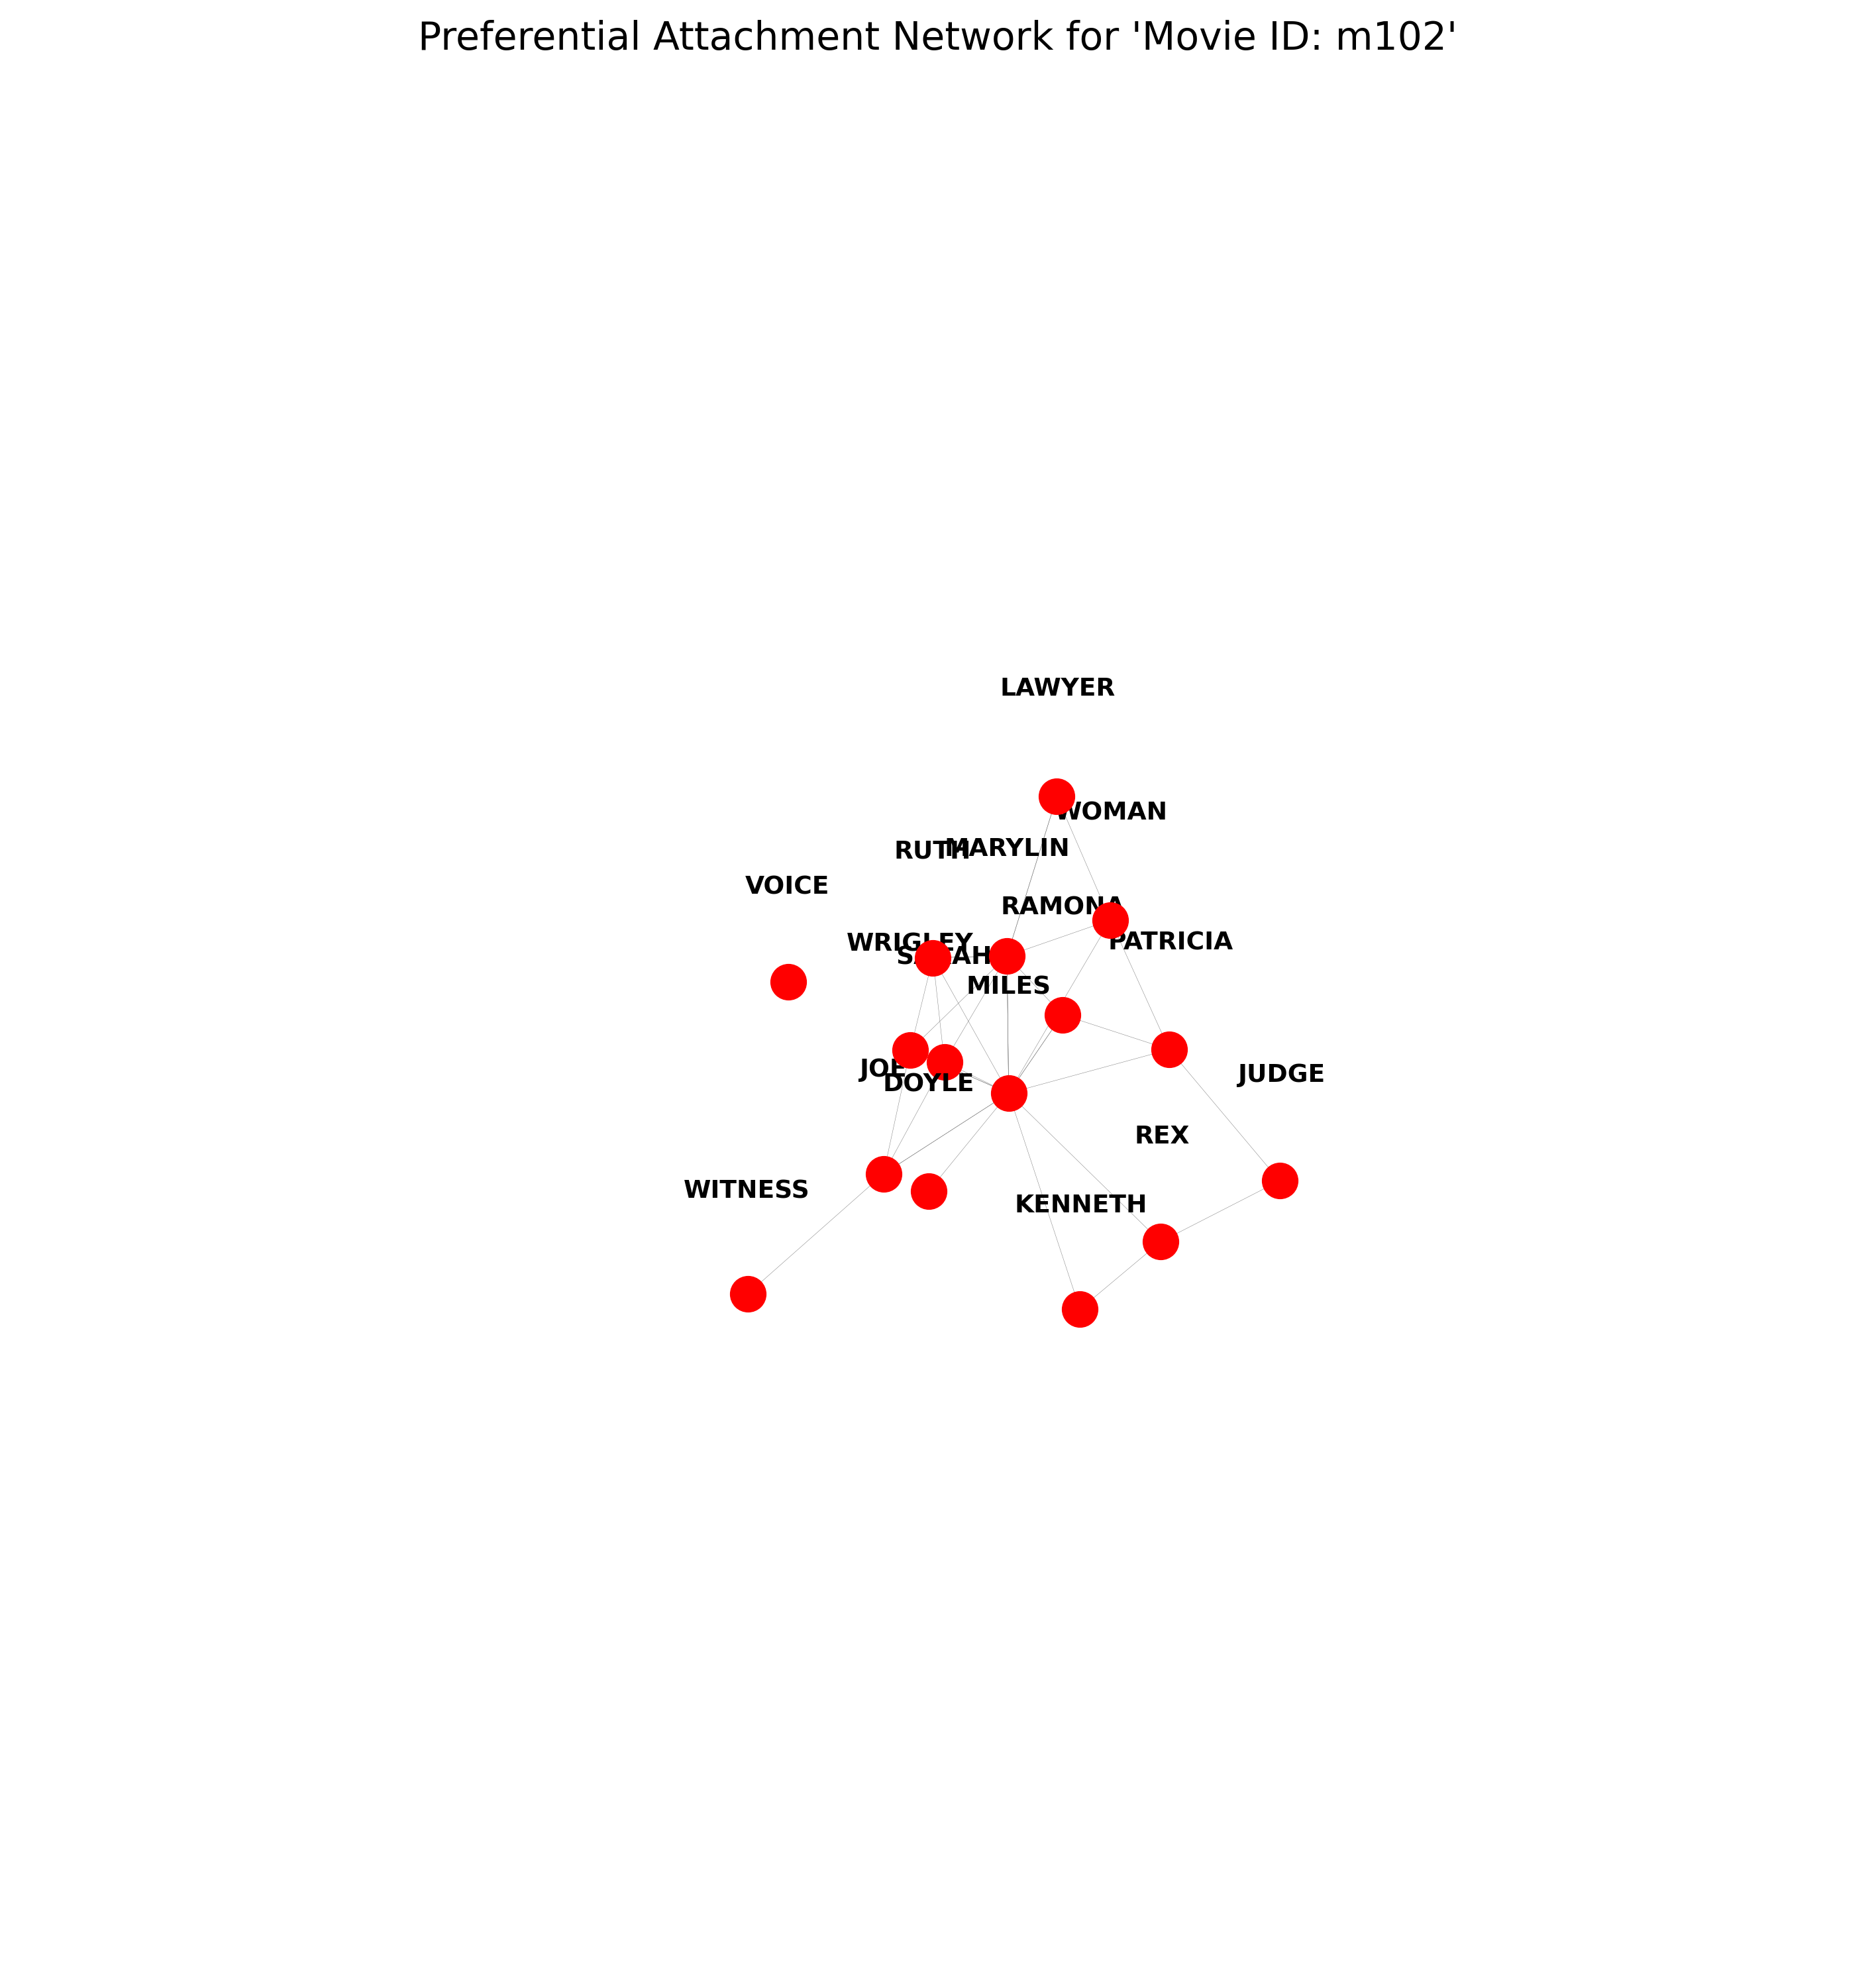 Preferential Attachment Network for 'Movie ID: m102'
LAWYER
WOMAN
RUTH
MARYLIN
VOICE
RAMONA
PATRICIA
WRIGLEY
SARAH
MILES
JOE
JUDGE
DOYLE
REX
WITNESS
KENNETH